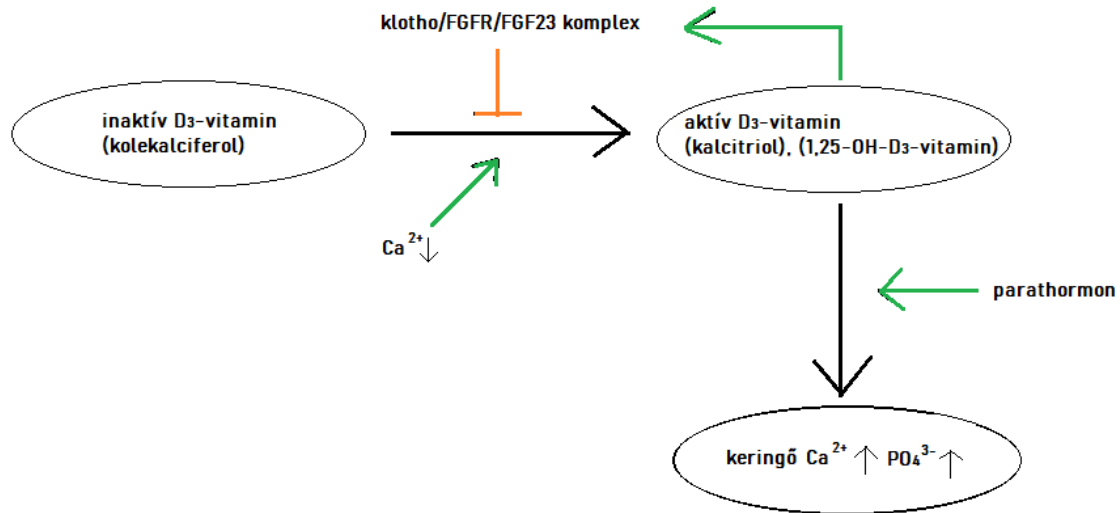 klotho/FGFR/FGF23 komplex
inaktív D₃-vitamin
(kolekalciferol)
aktív D₃-vitamin
(kalcitriol), (1,25-OH-D₃-vitamin)
Ca²⁺↓
parathormon
keringő Ca²⁺ ↑ PO₄³⁻ ↑